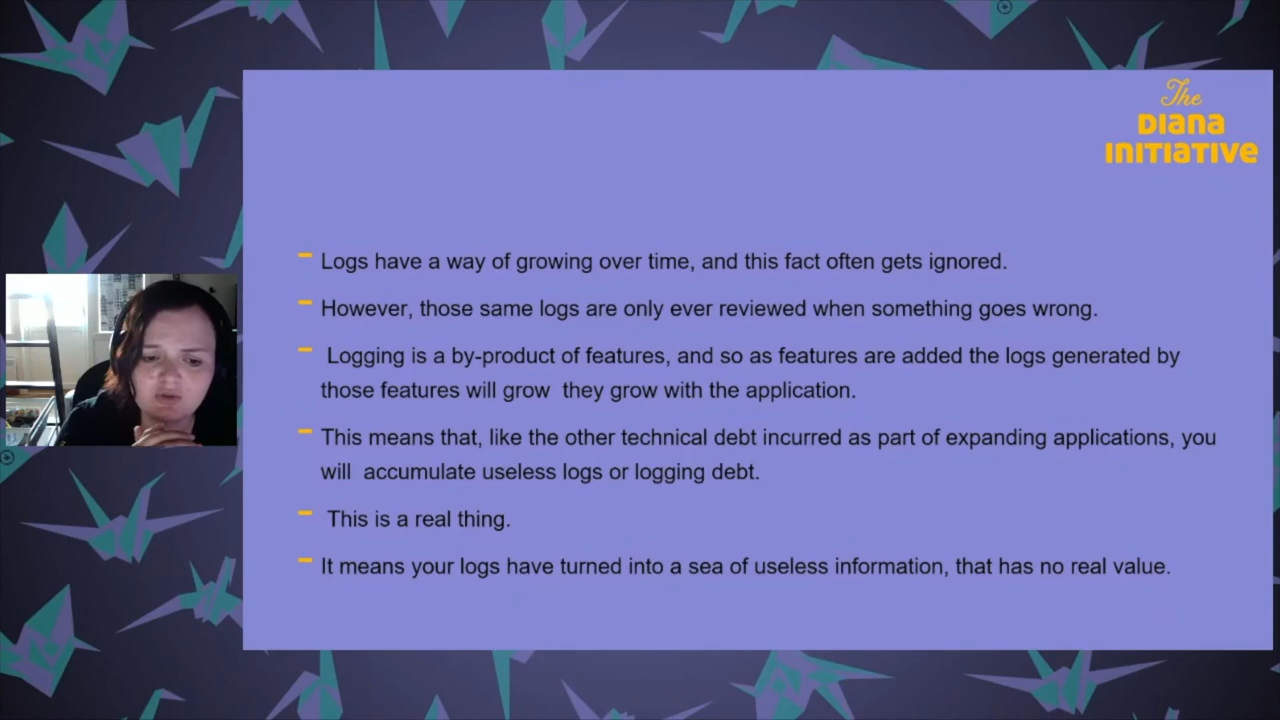 The
DIANA
INITIATIVE
Logs have a way of growing over time, and this fact often gets ignored.
However, those same logs are only ever reviewed when something goes wrong.
Logging is a by-product of features, and so as features are added the logs generated by
those features will grow they grow with the application.
This means that, like the other technical debt incurred as part of expanding applications, you
will accumulate useless logs or logging debt.
This is a real thing.
It means your logs have turned into a sea of useless information, that has no real value.